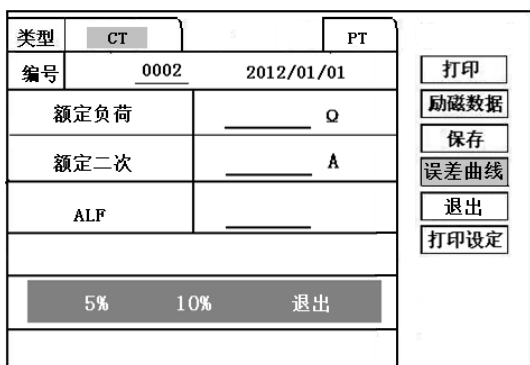 类型 CT PT
编号 0002 2012/01/01
额定负荷 Ω
额定二次 A
ALF
5% 10% 退出
打印
励磁数据
保存
误差曲线
退出
打印设定